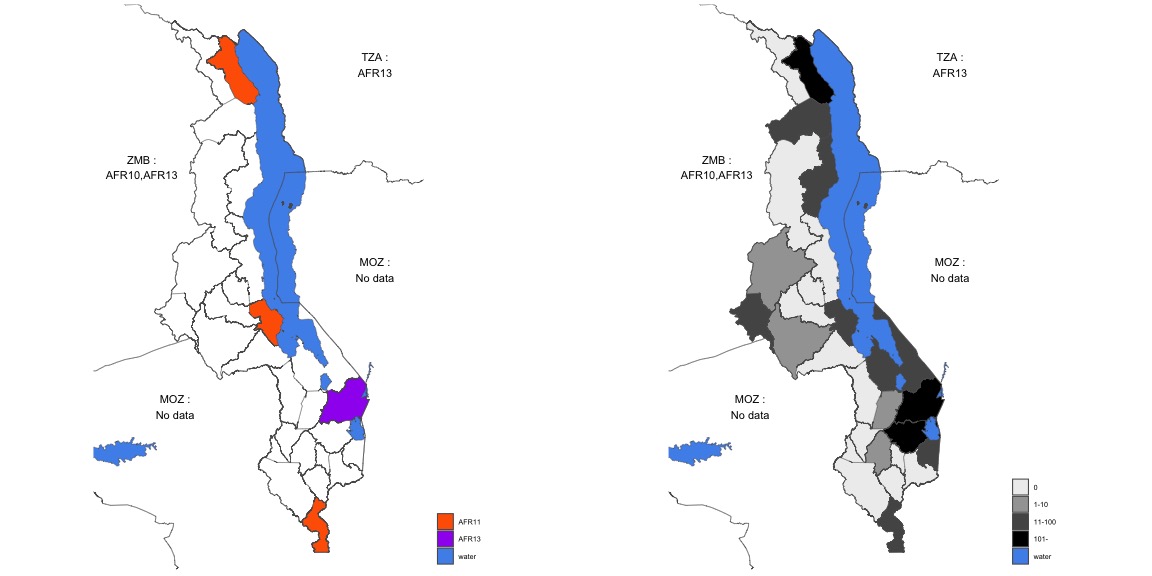 TZA :
AFR13
ZMB :
AFR10,AFR13
MOZ :
No data
MOZ :
No data
AFR11
AFR13
water
TZA :
AFR13
ZMB :
AFR10,AFR13
MOZ :
No data
MOZ :
No data
0
1-10
11-100
101-
water